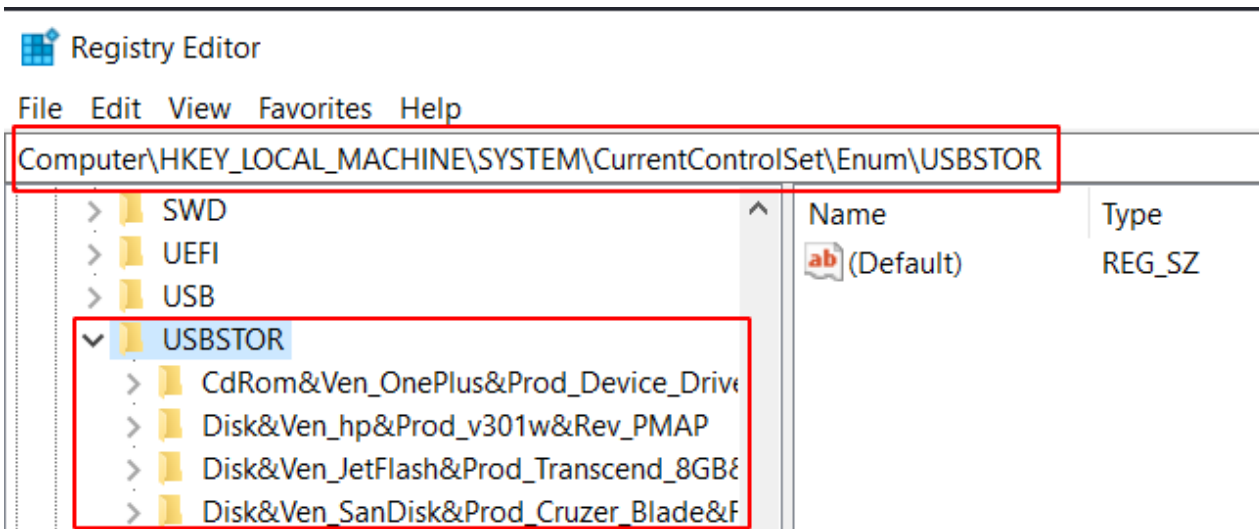 Registry Editor
File Edit View Favorites Help
Computer\HKEY_LOCAL_MACHINE\SYSTEM\CurrentControlSet\Enum\USBSTOR
SWD
UEFI
USB
USBSTOR
CdRom&Ven_OnePlus&Prod_Device_Drive
Disk&Ven_hp&Prod_v301w&Rev_PMAP
Disk&Ven_JetFlash&Prod_Transcend_8GB&
Disk&Ven_SanDisk&Prod_Cruzer_Blade&R
Name Type
ab (Default) REG_SZ